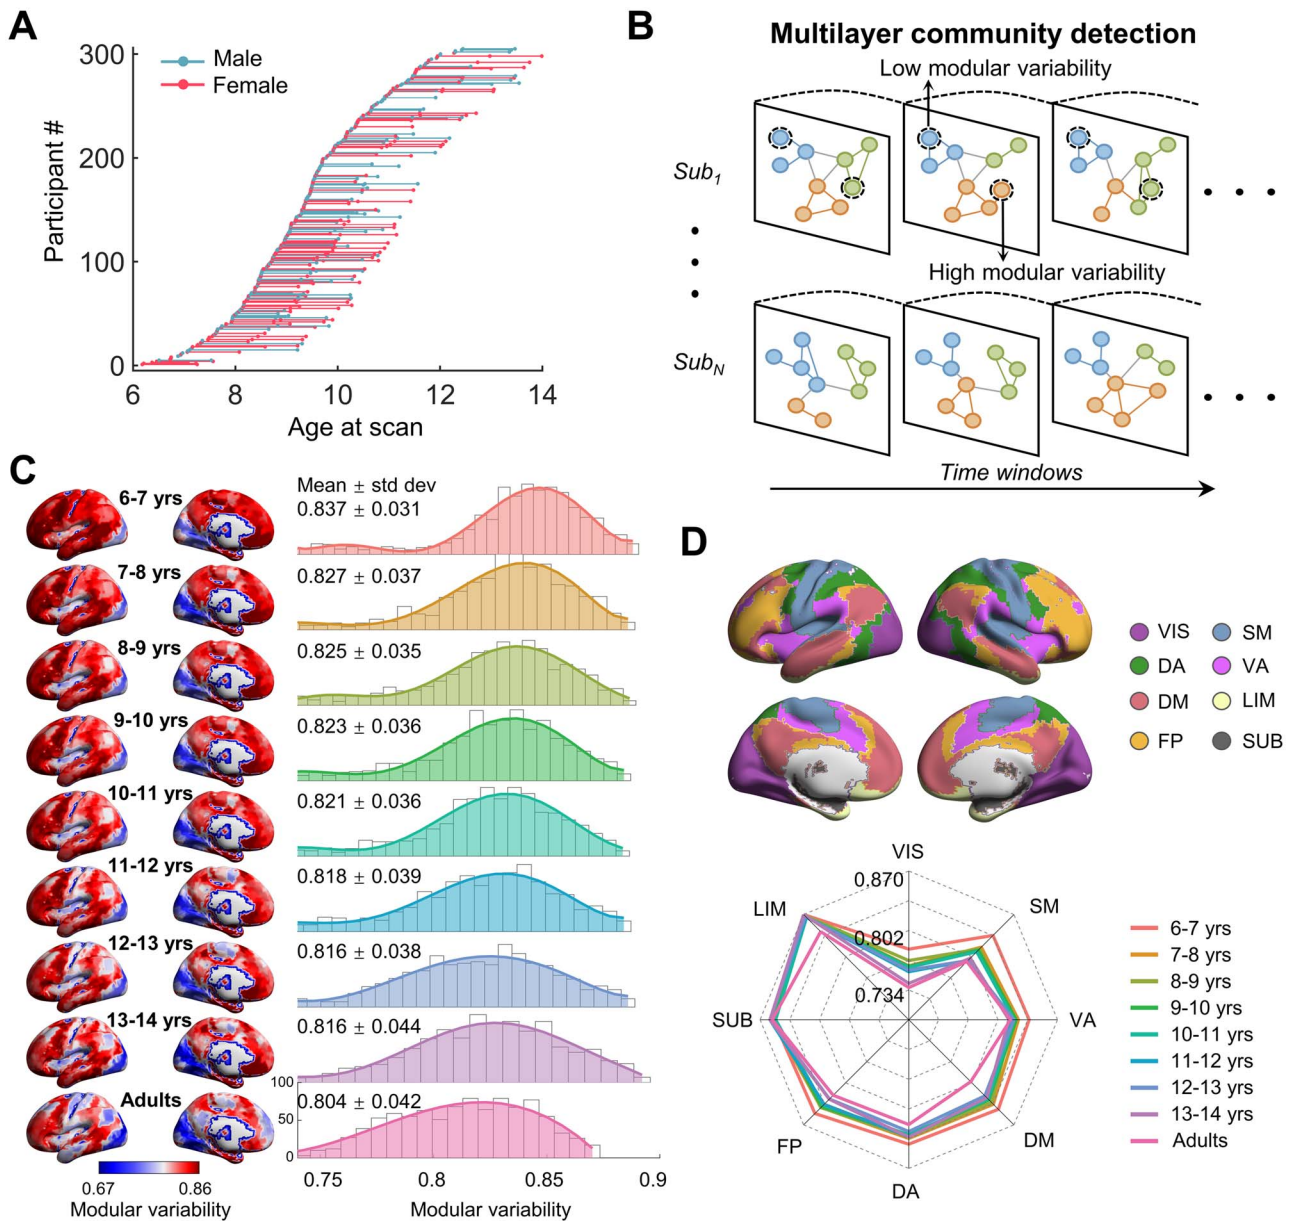 A
300
200
100
0
Participant #
Male
Female
6 8 10 12 14
Age at scan
B
Multilayer community detection
Low modular variability
Sub1
High modular variability
SubN
Time windows
C
6-7 yrs
7-8 yrs
8-9 yrs
9-10 yrs
10-11 yrs
11-12 yrs
12-13 yrs
13-14 yrs
Adults
0.67 0.86
Modular variability
Mean ± std dev
0.837 ± 0.031
0.827 ± 0.037
0.825 ± 0.035
0.823 ± 0.036
0.821 ± 0.036
0.818 ± 0.039
0.816 ± 0.038
0.816 ± 0.044
0.804 ± 0.042
100
50
0
0.75 0.8 0.85 0.9
Modular variability
D
VIS SM
DA VA
DM LIM
FP SUB
VIS
0.870
0.802
0.734
SM
VA
DM
DA
FP
SUB
LIM
6-7 yrs
7-8 yrs
8-9 yrs
9-10 yrs
10-11 yrs
11-12 yrs
12-13 yrs
13-14 yrs
Adults